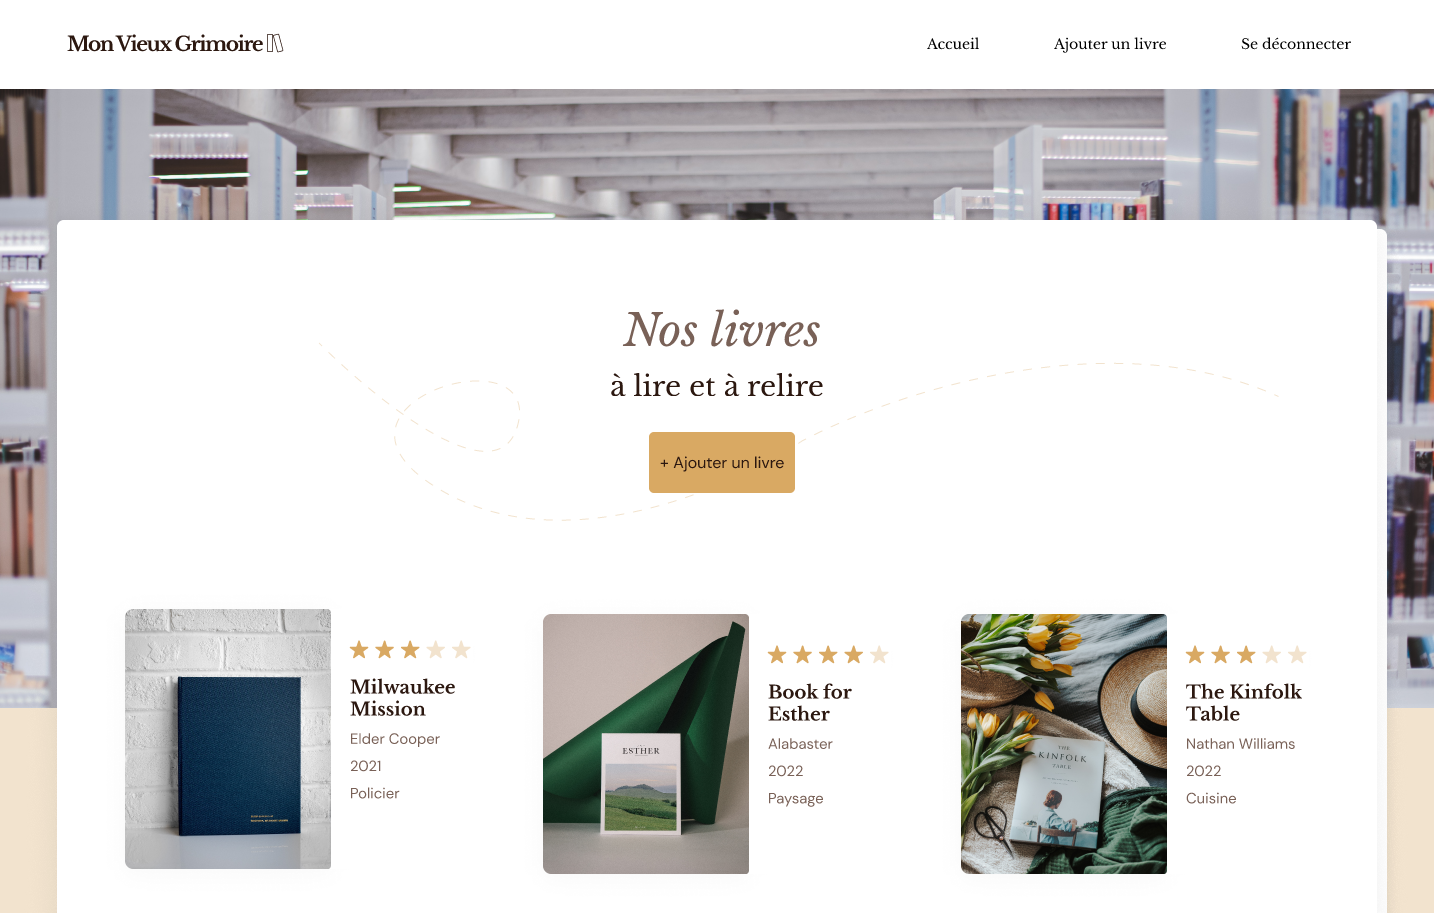 Mon Vieux Grimoire
Accueil
Ajouter un livre
Se déconnecter
Nos livres
à lire et à relire
+ Ajouter un livre
Milwaukee
Mission
Elder Cooper
2021
Policier
ESTHER
Book for
Esther
Alabaster
2022
Paysage
THE
KINFOLK
TABLE
The Kinfolk
Table
Nathan Williams
2022
Cuisine